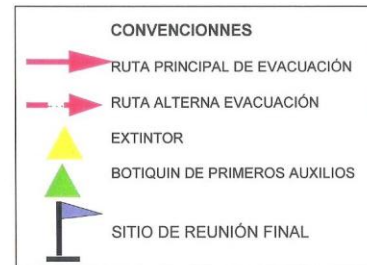 CONVENCIONNES
RUTA PRINCIPAL DE EVACUACIÓN
RUTA ALTERNA EVACUACIÓN
EXTINTOR
BOTIQUIN DE PRIMEROS AUXILIOS
SITIO DE REUNIÓN FINAL